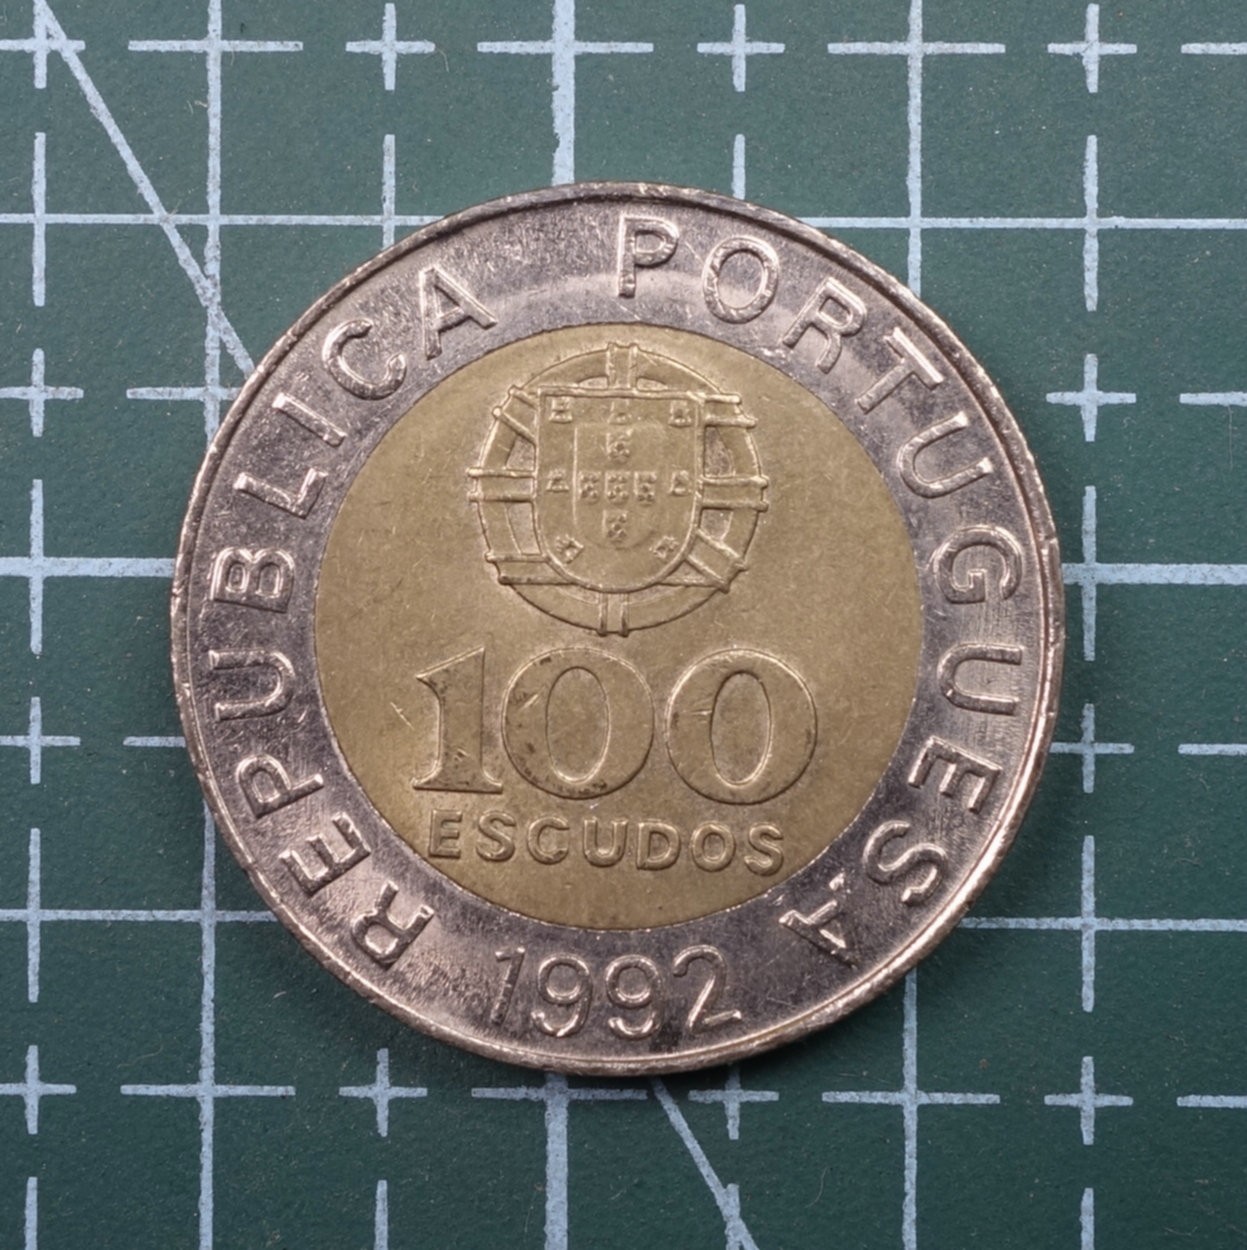 REPUBLICA PORTUGUESA
100
ESCUDOS
1992